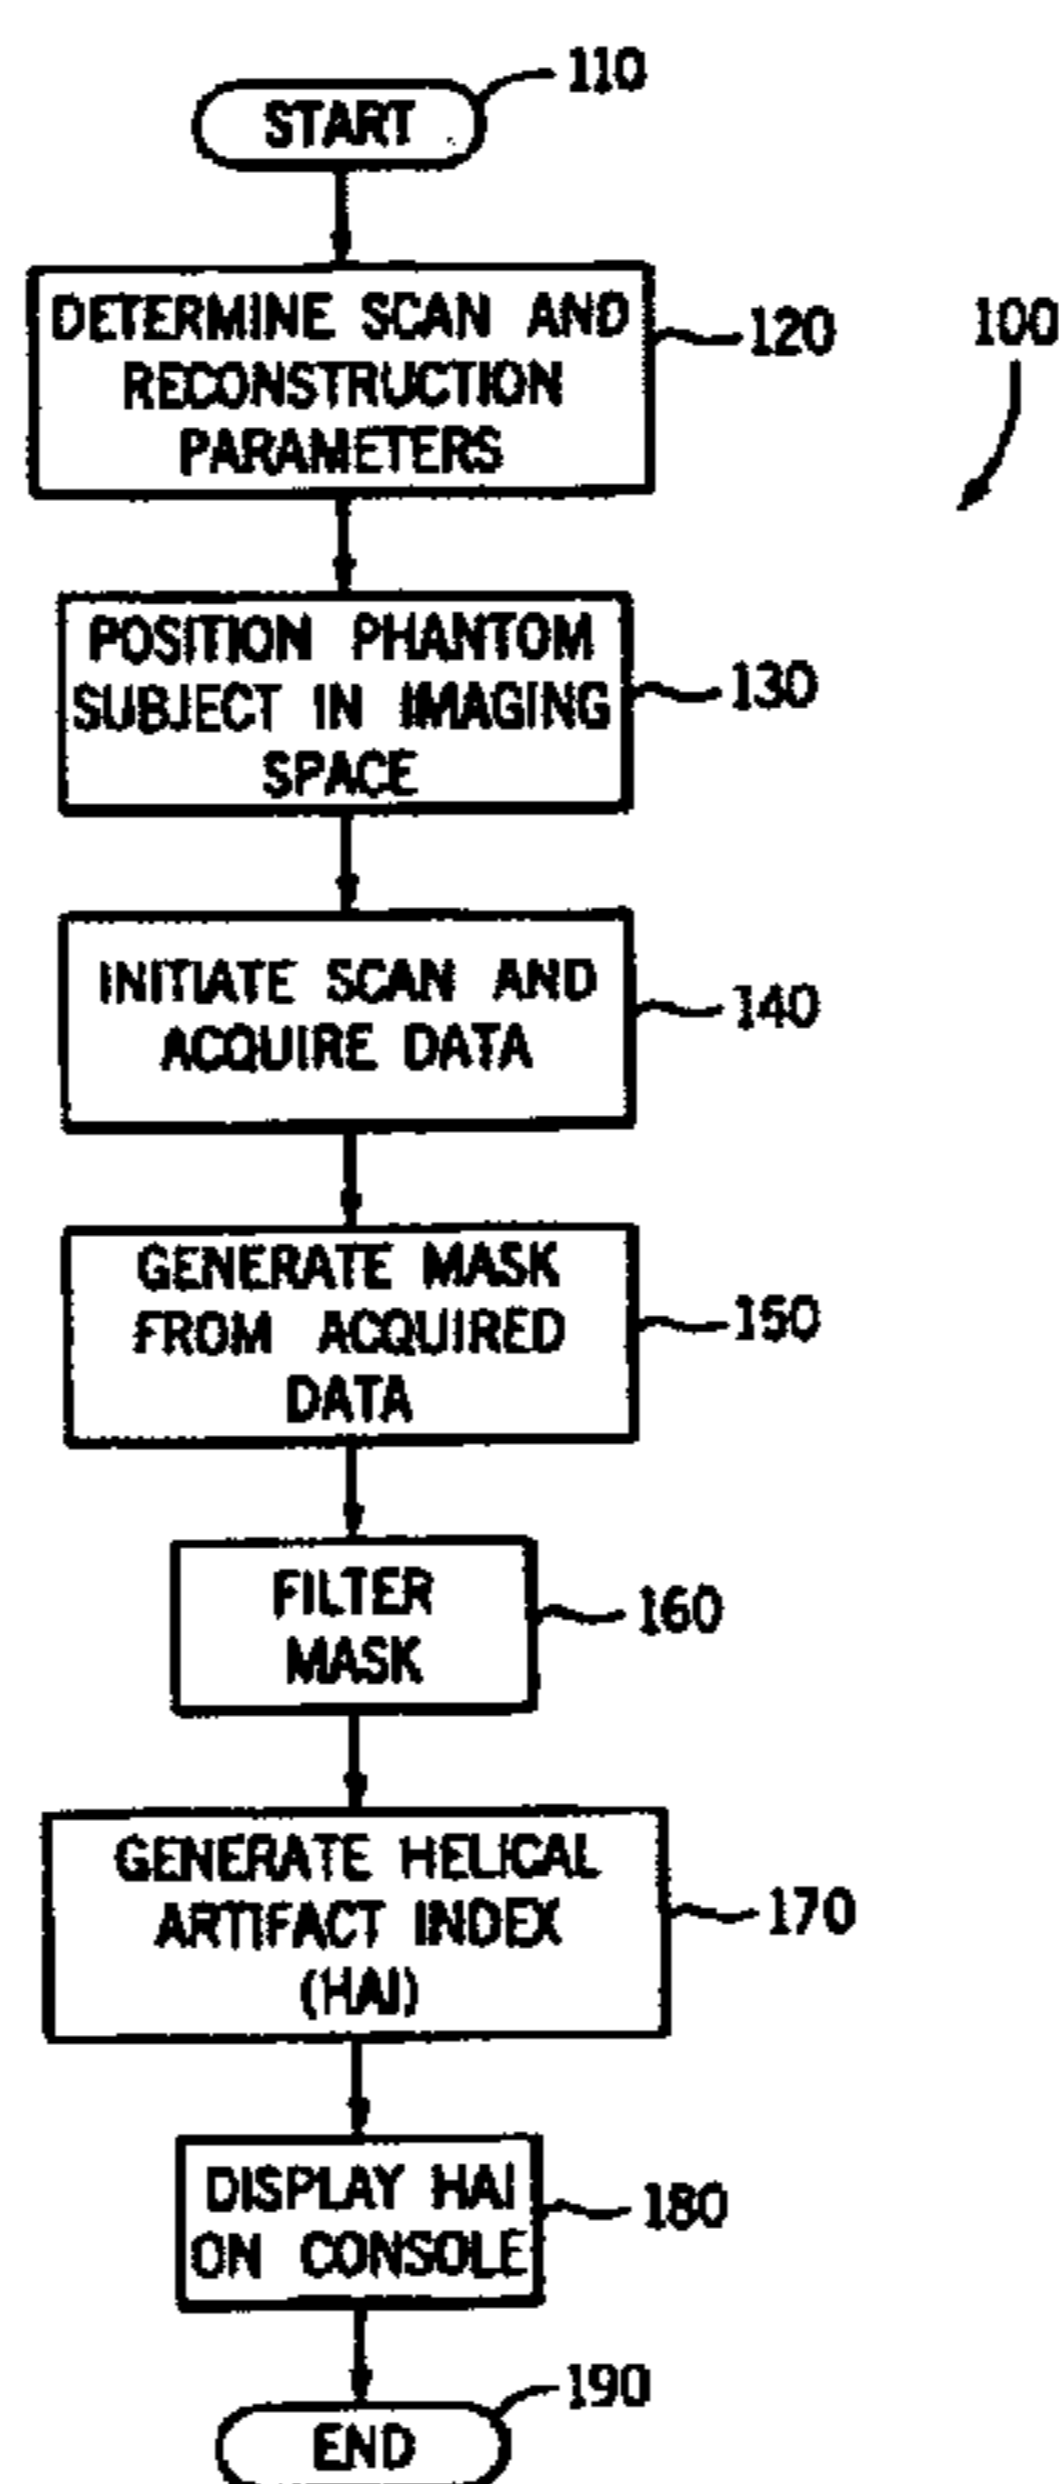 110
START
DETERMINE SCAN AND
RECONSTRUCTION
PARAMETERS
120
100
POSITION PHANTOM
SUBJECT IN IMAGING
SPACE
130
INITIATE SCAN AND
ACQUIRE DATA
140
GENERATE MASK
FROM ACQUIRED
DATA
150
FILTER
MASK
160
GENERATE HELICAL
ARTIFACT INDEX
(HAI)
170
DISPLAY HAI
ON CONSOLE
180
190
END